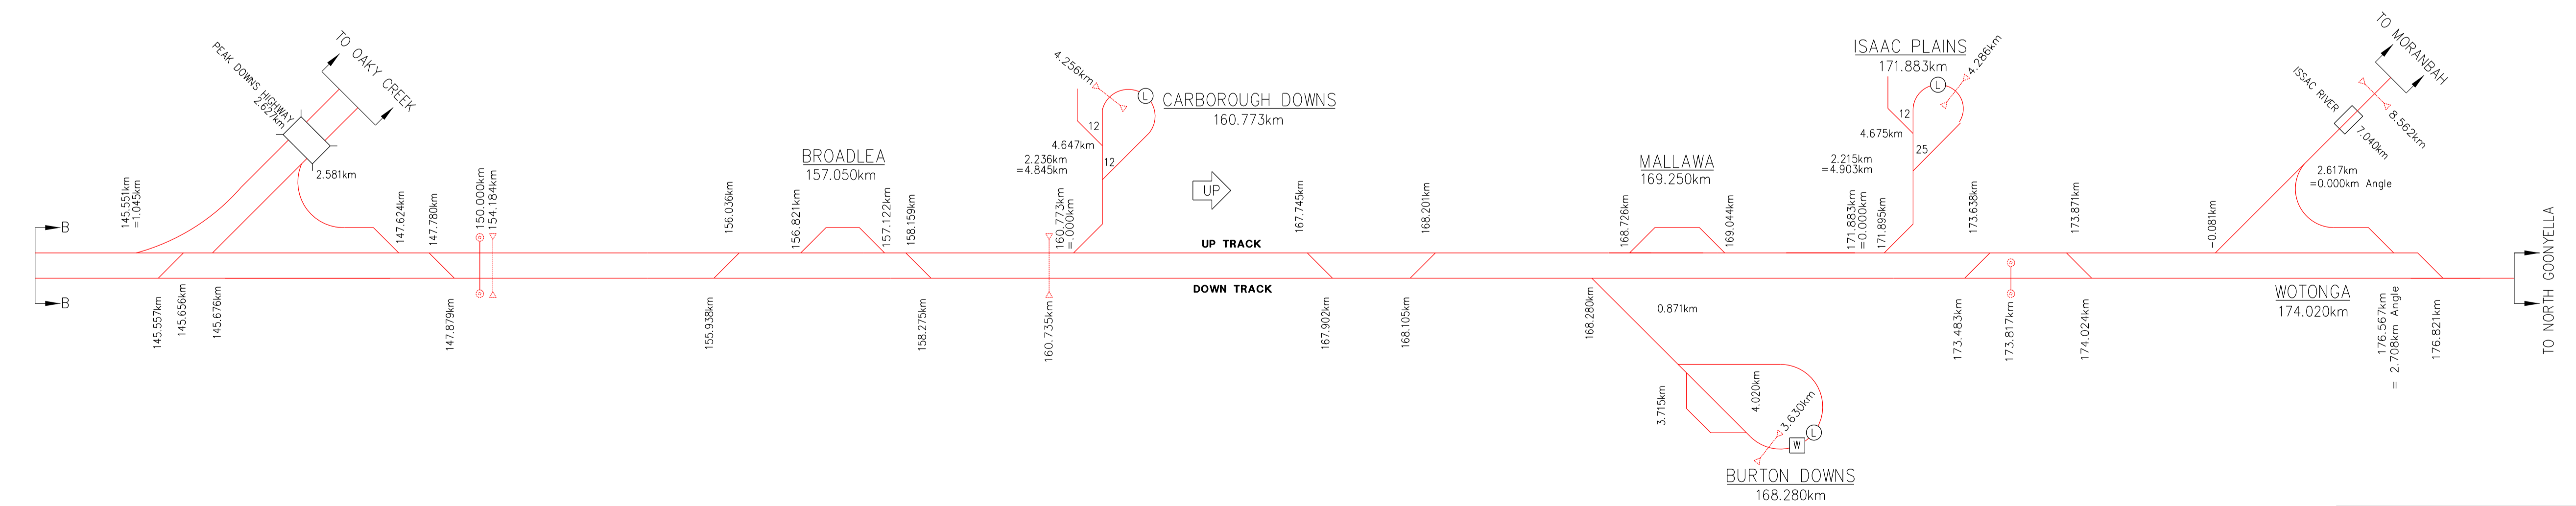 B
B
145.551km
=1.045km
PEAK DOWNS HIGHWAY
2.627km
TO OAKY CREEK
2.581km
145.557km
145.656km
145.676km
147.624km
147.780km
147.879km
150.000km
154.184km
156.036km
155.938km
BROADLEA
157.050km
156.821km
157.122km
158.159km
158.275km
4.256km
L
CARBOROUGH DOWNS
160.773km
12
4.647km
12
2.236km
=4.845km
160.773km
=.000km
160.735km
UP
UP TRACK
DOWN TRACK
167.745km
167.902km
168.201km
168.105km
MALLAWA
169.250km
168.726km
169.044km
168.280km
0.871km
3.715km
4.020km
3.630km
L
W
BURTON DOWNS
168.280km
ISAAC PLAINS
171.883km
L
4.286km
12
4.675km
25
2.215km
=4.903km
171.883km
=0.000km
171.895km
173.638km
173.483km
173.817km
173.871km
174.024km
-0.081km
TO MORANBAH
ISSAC RIVER
7.040km
8.562km
2.617km
=0.000km Angle
WOTONGA
174.020km
176.567km
= 2.708km Angle
176.821km
TO NORTH GOONYELLA